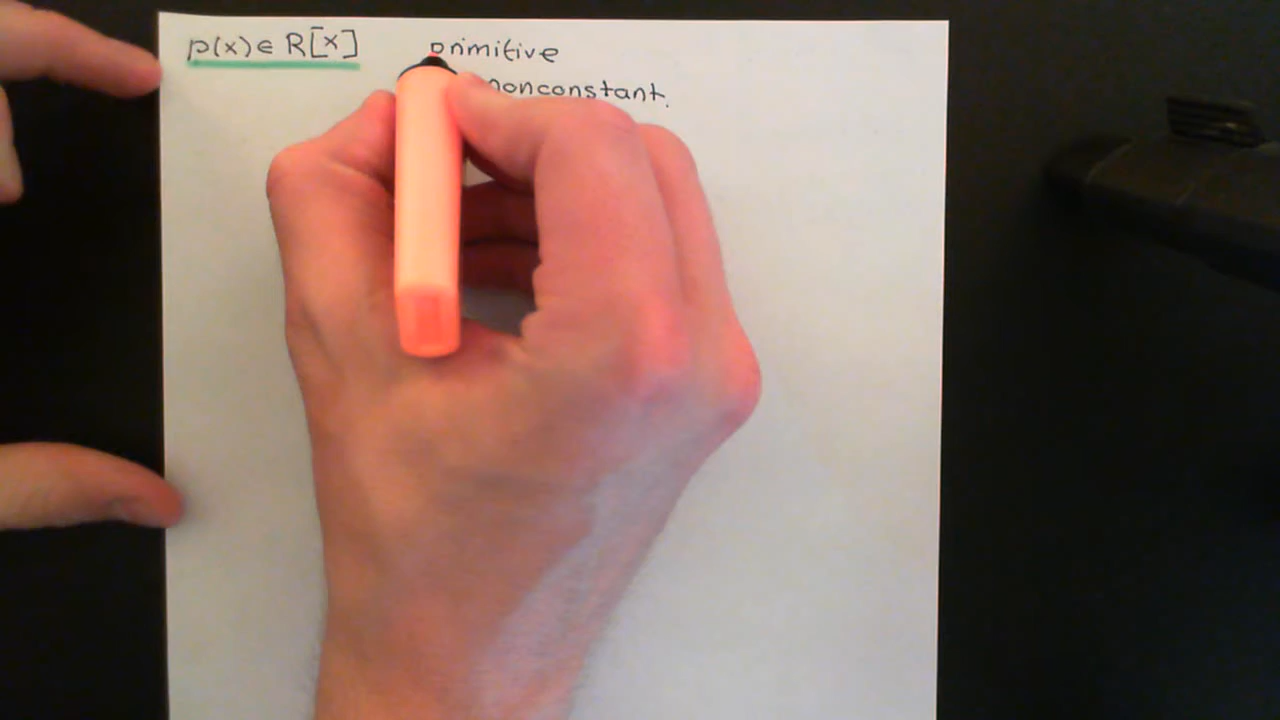 p(x) ∈ R[x] primitive
nonconstant.